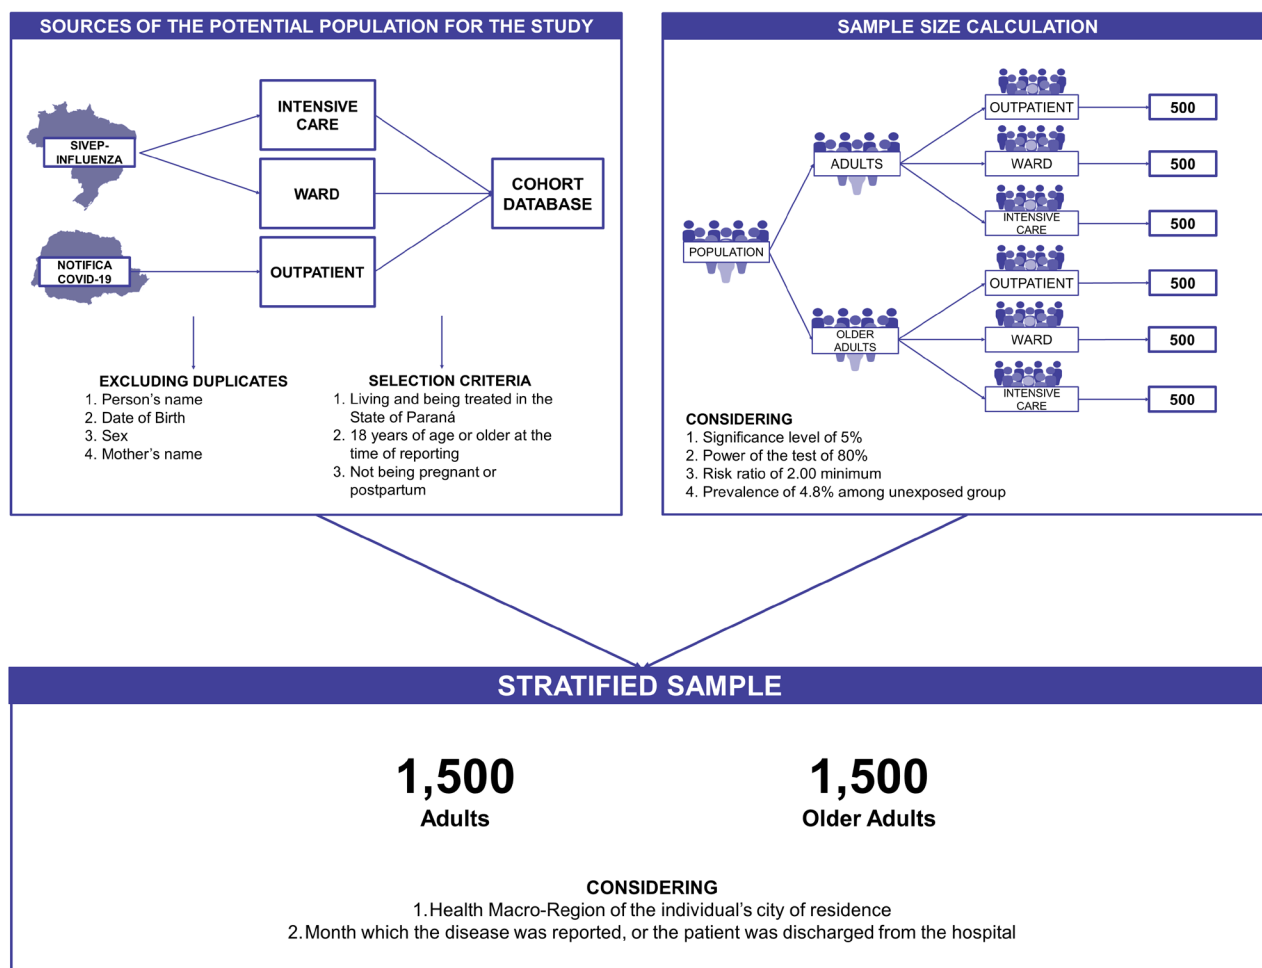 SOURCES OF THE POTENTIAL POPULATION FOR THE STUDY
SIVEP-
INFLUENZA
NOTIFICA
COVID-19
INTENSIVE
CARE
WARD
OUTPATIENT
COHORT
DATABASE
EXCLUDING DUPLICATES
1. Person's name
2. Date of Birth
3. Sex
4. Mother's name
SELECTION CRITERIA
1. Living and being treated in the
State of Paraná
2. 18 years of age or older at the
time of reporting
3. Not being pregnant or
postpartum
SAMPLE SIZE CALCULATION
POPULATION
ADULTS
OUTPATIENT
500
WARD
500
INTENSIVE
CARE
500
OLDER
ADULTS
OUTPATIENT
500
WARD
500
INTENSIVE
CARE
500
CONSIDERING
1. Significance level of 5%
2. Power of the test of 80%
3. Risk ratio of 2.00 minimum
4. Prevalence of 4.8% among unexposed group
STRATIFIED SAMPLE
1,500
Adults
1,500
Older Adults
CONSIDERING
1.Health Macro-Region of the individual's city of residence
2.Month which the disease was reported, or the patient was discharged from the hospital